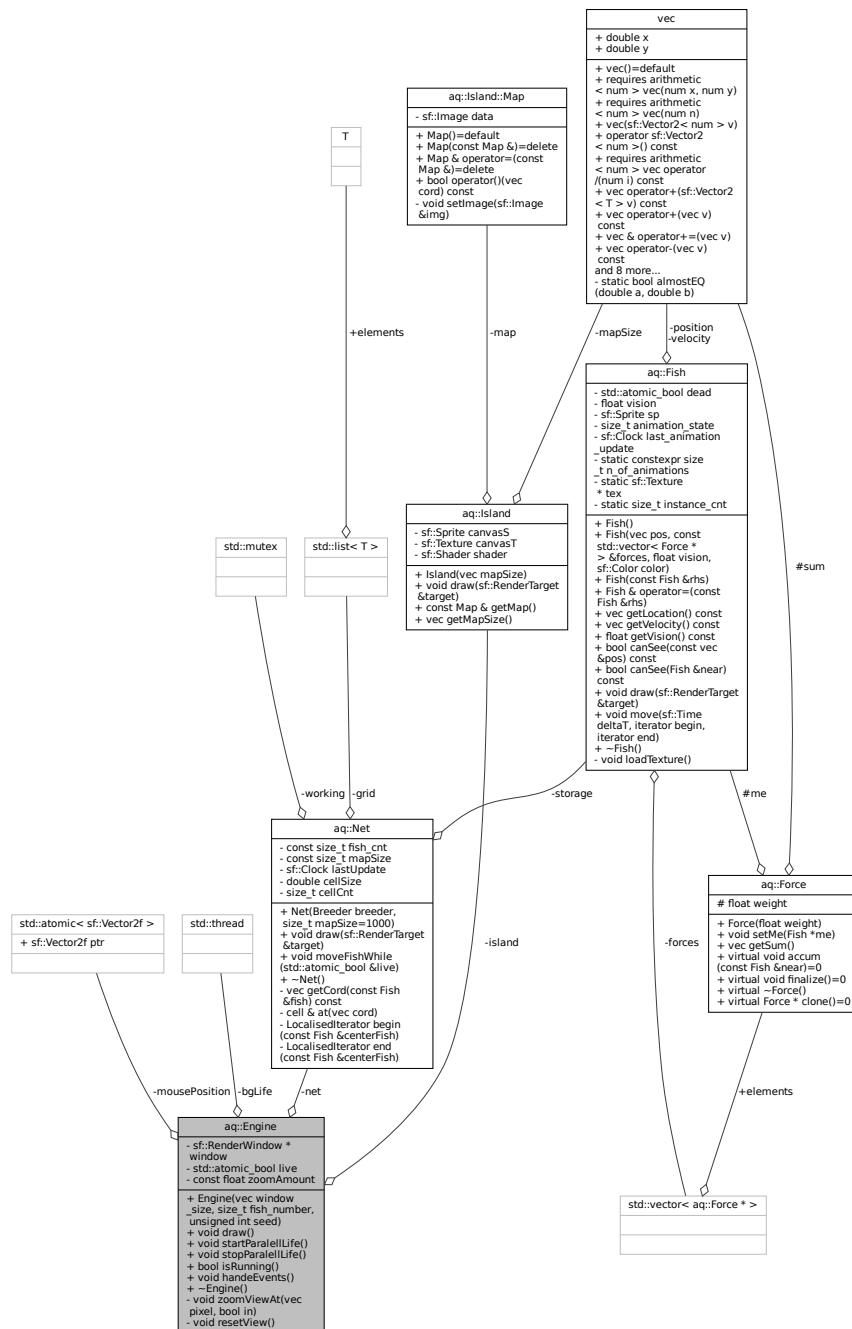 vec
+ double x
+ double y
+ vec()=default
+ requires arithmetic
< num > vec(num x, num y)
+ requires arithmetic
< num > vec(num n)
+ vec(sf::Vector2< num > v)
+ operator sf::Vector2
< num >() const
+ requires arithmetic
< num > vec operator
/(num i) const
+ vec operator+(sf::Vector2
< T > v) const
+ vec operator+(vec v)
const
+ vec & operator+=(vec v)
+ vec operator-(vec v)
const
and 8 more...
- static bool almostEQ
(double a, double b)
aq::Island::Map
- sf::Image data
+ Map()=default
+ Map(const Map &)=delete
+ Map & operator=(const
Map &)=delete
+ bool operator()(vec
cord) const
- void setImage(sf::Image
&img)
T
+elements
-map
-mapSize
-position
-velocity
#sum
aq::Fish
- std::atomic_bool dead
- float vision
- sf::Sprite sp
- size_t animation_state
- sf::Clock last_animation
_update
- static constexpr size
_t n_of_animations
- static sf::Texture
* tex
- static size_t instance_cnt
+ Fish()
+ Fish(vec pos, const
std::vector< Force *
> &forces, float vision,
sf::Color color)
+ Fish(const Fish &rhs)
+ Fish & operator=(const
Fish &rhs)
+ vec getLocation() const
+ vec getVelocity() const
+ float getVision() const
+ bool canSee(const vec
&pos) const
+ bool canSee(Fish &near)
const
+ void draw(sf::RenderTarget
&target)
+ void move(sf::Time
deltaT, iterator begin,
iterator end)
+ ~Fish()
- void loadTexture()
aq::Island
- sf::Sprite canvasS
- sf::Texture canvasT
- sf::Shader shader
+ Island(vec mapSize)
+ void draw(sf::RenderTarget
&target)
+ const Map & getMap()
+ vec getMapSize()
std::mutex
std::list< T >
-working
-grid
-storage
#me
aq::Net
- const size_t fish_cnt
- const size_t mapSize
- sf::Clock lastUpdate
- double cellSize
- size_t cellCnt
+ Net(Breeder breeder,
size_t mapSize=1000)
+ void draw(sf::RenderTarget
&target)
+ void moveFishWhile
(std::atomic_bool &live)
+ ~Net()
- vec getCord(const Fish
&fish) const
- cell & at(vec cord)
- LocalisedIterator begin
(const Fish &centerFish)
- LocalisedIterator end
(const Fish &centerFish)
aq::Force
# float weight
+ Force(float weight)
+ void setMe(Fish *me)
+ vec getSum()
+ virtual void accum
(const Fish &near)=0
+ virtual void finalize()=0
+ virtual ~Force()
+ virtual Force * clone()=0
std::atomic< sf::Vector2f >
+ sf::Vector2f ptr
std::thread
-island
-forces
-mousePosition
-bgLife
-net
+elements
aq::Engine
- sf::RenderWindow *
window
- std::atomic_bool live
- const float zoomAmount
+ Engine(vec window
_size, size_t fish_number,
unsigned int seed)
+ void draw()
+ void startParalellLife()
+ void stopParalellLife()
+ bool isRunning()
+ void handeEvents()
+ ~Engine()
- void zoomViewAt(vec
pixel, bool in)
- void resetView()
std::vector< aq::Force * >